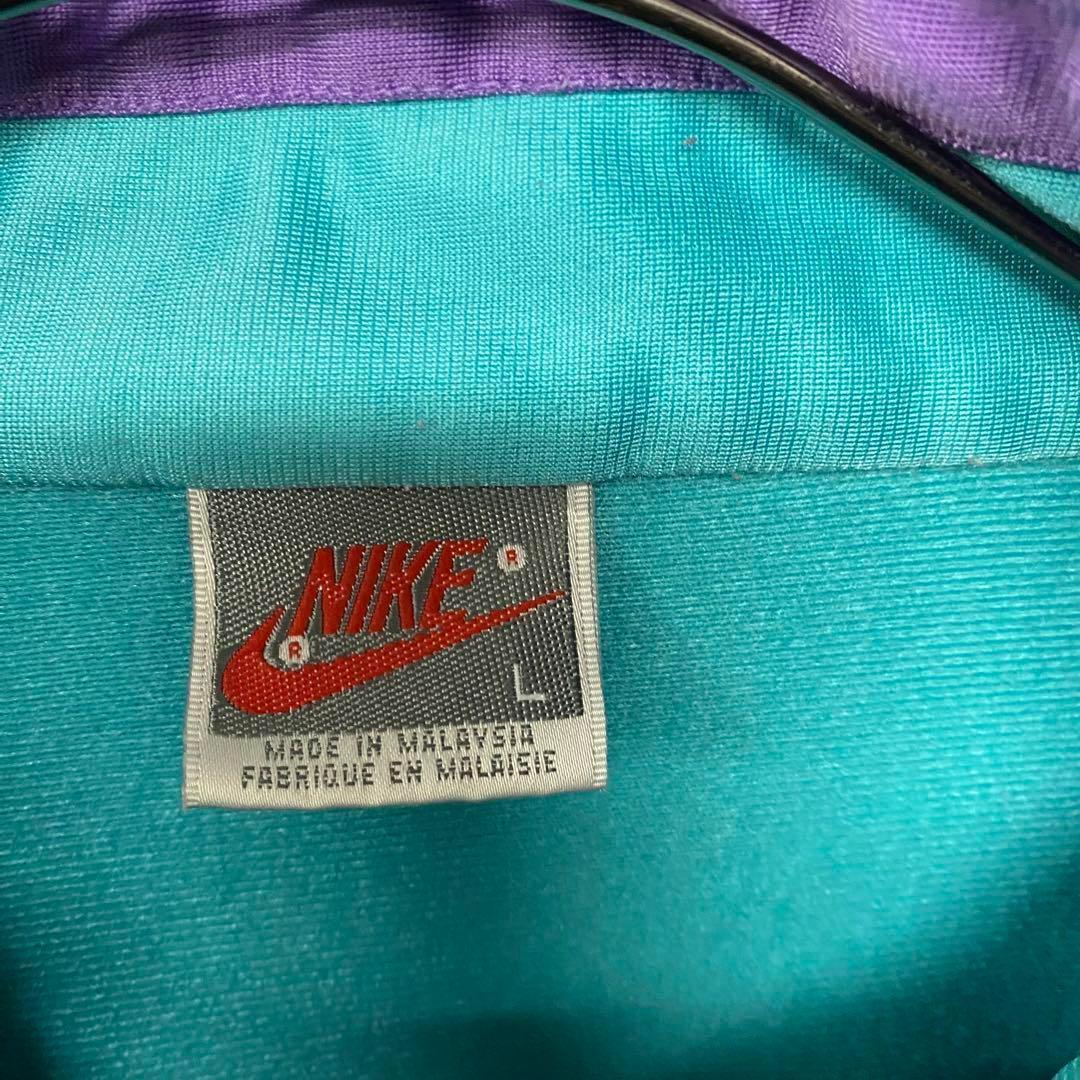 NIKE ®
®
L
MADE IN MALAYSIA
FABRIQUE EN MALAISIE